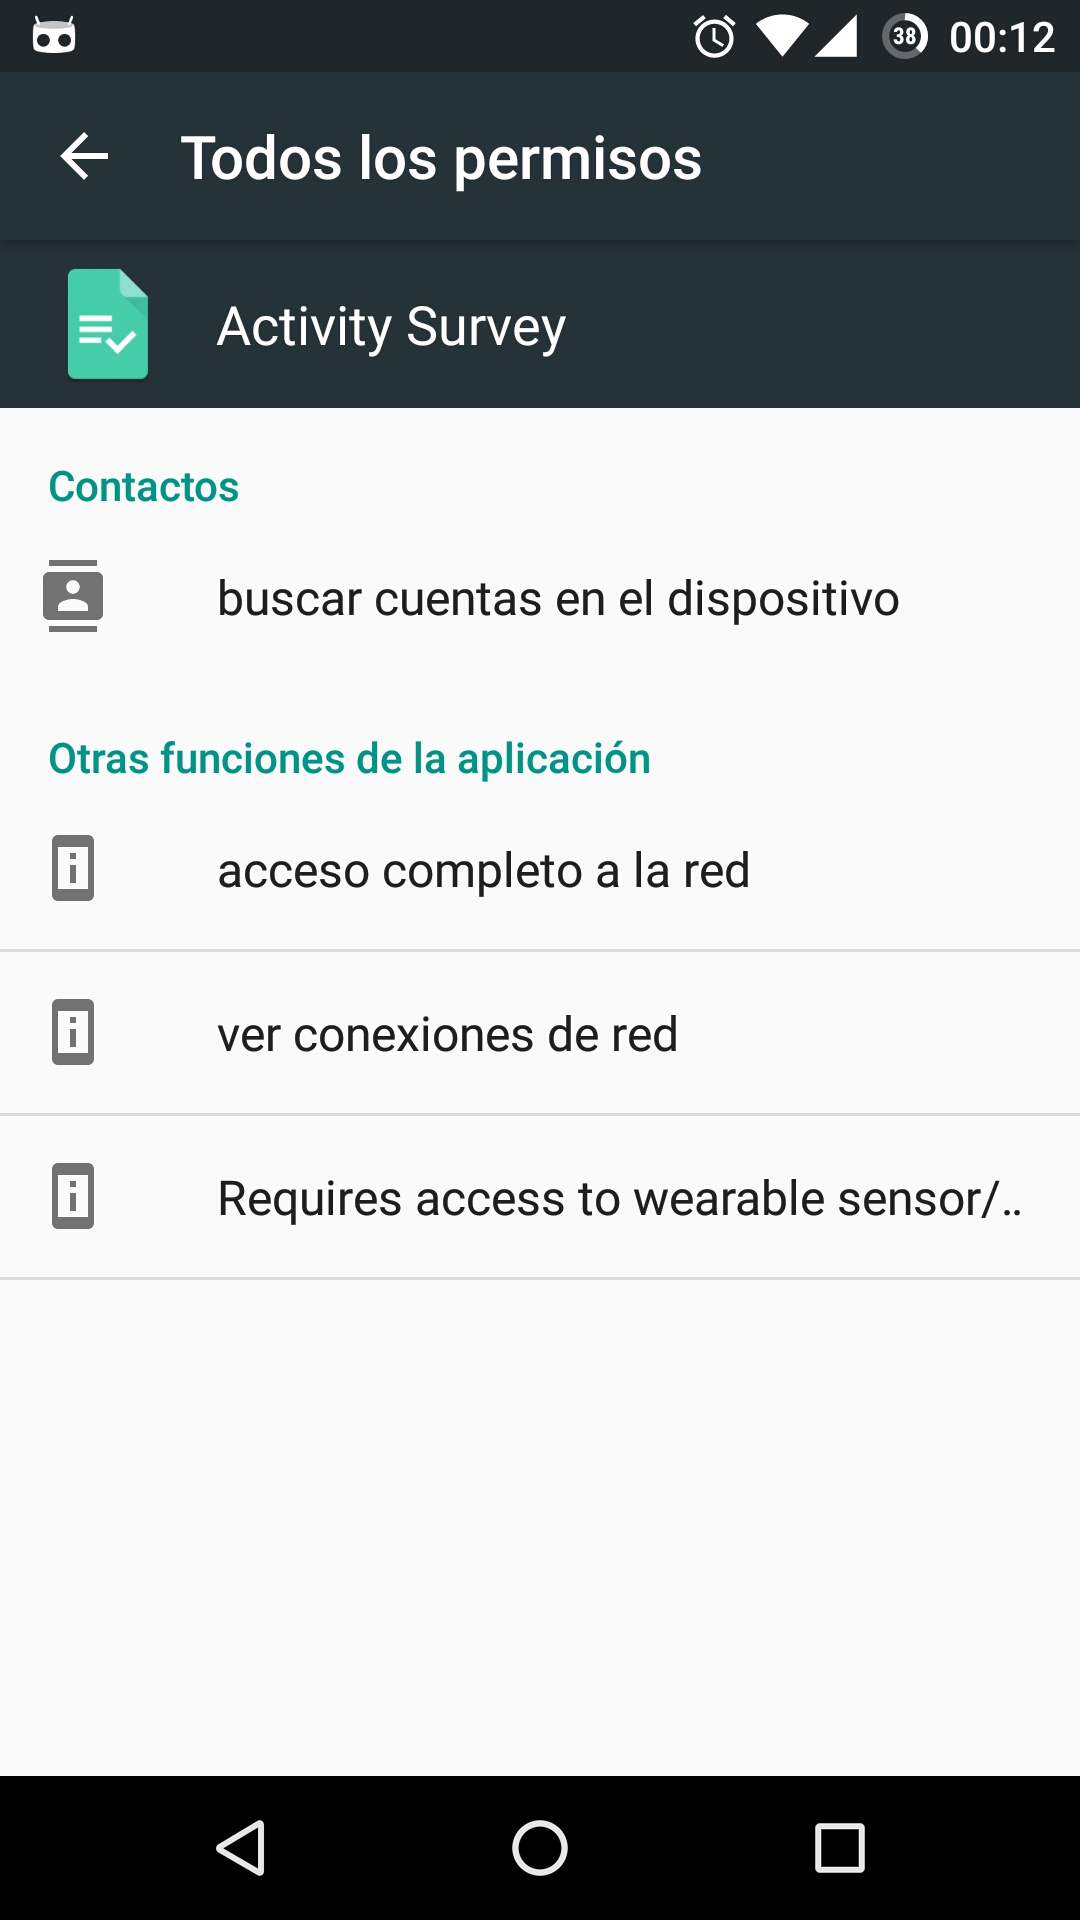 38 00:12
Todos los permisos
Activity Survey
Contactos
buscar cuentas en el dispositivo
Otras funciones de la aplicación
acceso completo a la red
ver conexiones de red
Requires access to wearable sensor/..